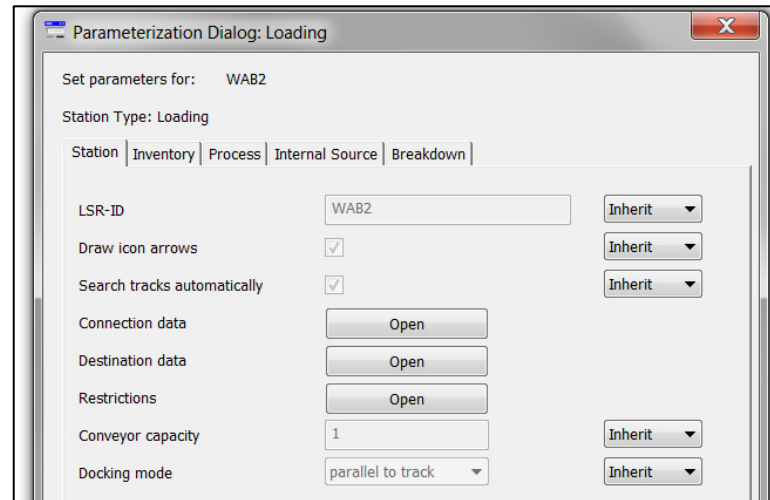 Parameterization Dialog: Loading
X
Set parameters for: WAB2
Station Type: Loading
Station Inventory Process Internal Source Breakdown
LSR-ID WAB2 Inherit
Draw icon arrows Inherit
Search tracks automatically Inherit
Connection data Open
Destination data Open
Restrictions Open
Conveyor capacity 1 Inherit
Docking mode parallel to track Inherit